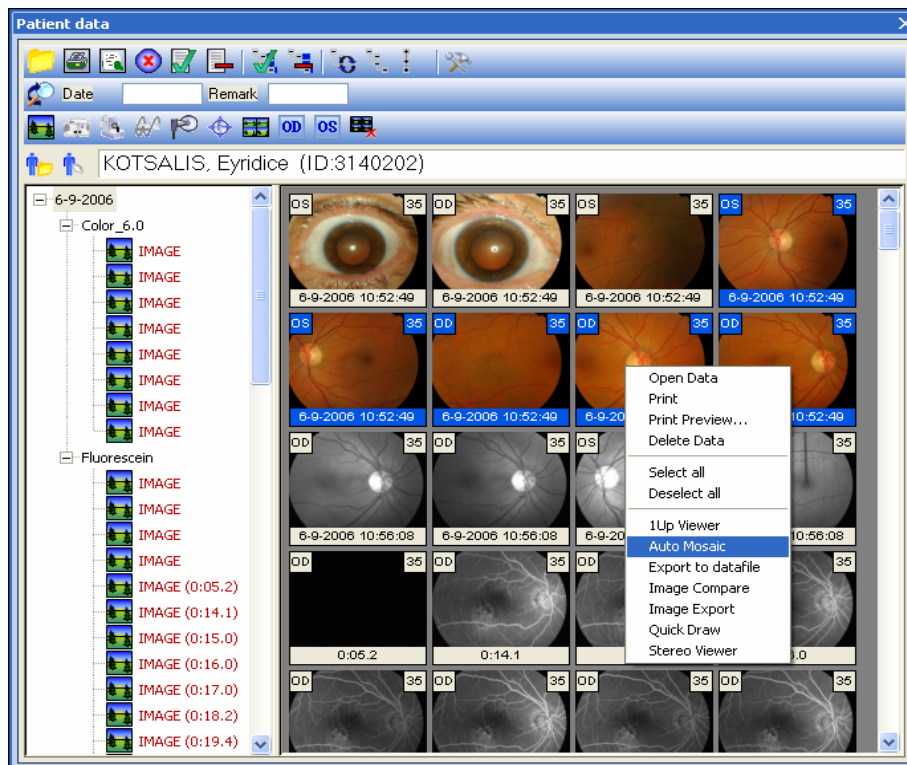 Patient data
Date Remark
OD OS
KOTSALIS, Eyridice (ID:3140202)
6-9-2006
Color_6.0
IMAGE
IMAGE
IMAGE
IMAGE
IMAGE
IMAGE
IMAGE
IMAGE
Fluorescein
IMAGE
IMAGE
IMAGE
IMAGE
IMAGE (0:05.2)
IMAGE (0:14.1)
IMAGE (0:15.0)
IMAGE (0:16.0)
IMAGE (0:17.0)
IMAGE (0:18.2)
IMAGE (0:19.4)
OS 35 OD 35 OS 35 OS 35
6-9-2006 10:52:49 6-9-2006 10:52:49 6-9-2006 10:52:49 6-9-2006 10:52:49
OS 35 OD 35 OD 35 OD 35
6-9-2006 10:52:49 6-9-2006 10:52:49 6-9-20 0:52:49
OD 35 OD 35 OS 35
6-9-2006 10:56:08 6-9-2006 10:56:08 6-9-20 10:56:08
OD 35 OD 35 OD 35
0:05.2 0:14.1
OD 35 OD 35 OD 35 OD 35
Open Data
Print
Print Preview...
Delete Data
Select all
Deselect all
1Up Viewer
Auto Mosaic
Export to datafile
Image Compare
Image Export
Quick Draw
Stereo Viewer